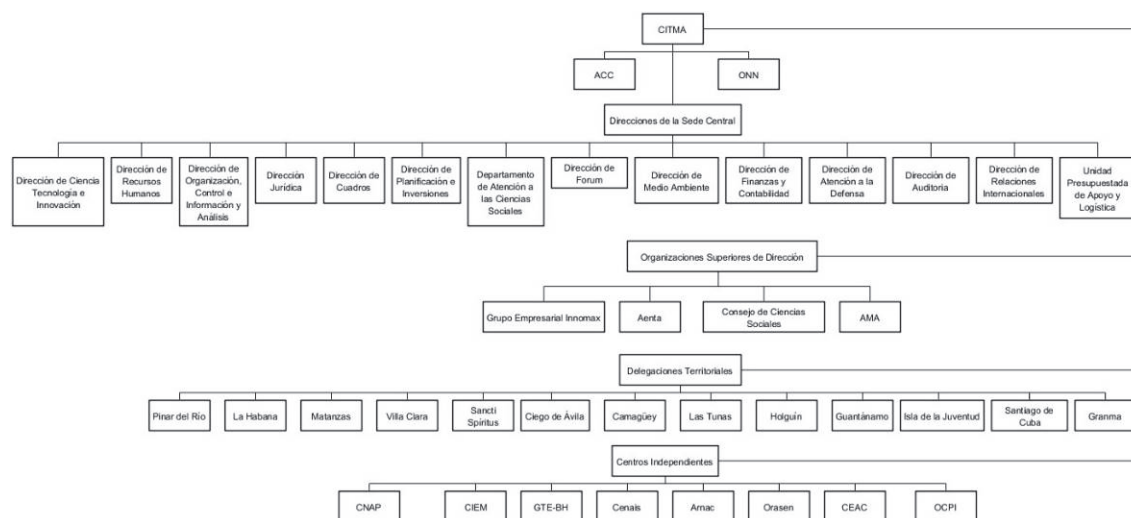 CITMA
ACC
ONN
Direcciones de la Sede Central
Dirección de Ciencia
Tecnología e
Innovación
Dirección de
Recursos
Humanos
Dirección de
Organización,
Control e
Información y
Análisis
Dirección
Jurídica
Dirección de
Cuadros
Dirección de
Planificación e
Inversiones
Departamento
de Atención a
las Ciencias
Sociales
Dirección de
Forum
Dirección de
Medio Ambiente
Dirección de
Finanzas y
Contabilidad
Dirección de
Atención a la
Defensa
Dirección de
Auditoria
Dirección de
Relaciones
Internacionales
Unidad
Presupuestada
de Apoyo y
Logística
Organizaciones Superiores de Dirección
Grupo Empresarial Innomax
Aenta
Consejo de Ciencias
Sociales
AMA
Delegaciones Territoriales
Pinar del Río
La Habana
Matanzas
Villa Clara
Sancti
Spíritus
Ciego de Ávila
Camagüey
Las Tunas
Holguín
Guantánamo
Isla de la Juventud
Santiago de
Cuba
Granma
Centros Independientes
CNAP
CIEM
GTE-BH
Cenais
Arnac
Orasen
CEAC
OCPI